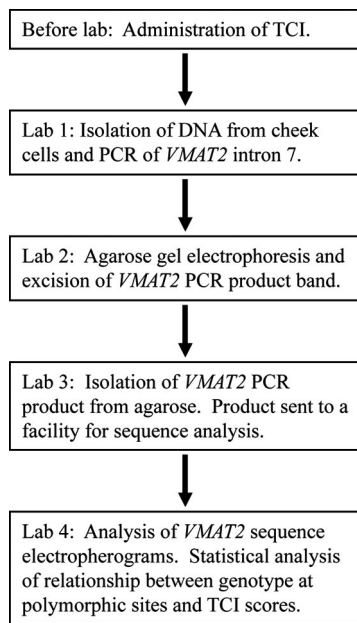 Before lab:  Administration of TCI.
Lab 1: Isolation of DNA from cheek
cells and PCR of VMAT2 intron 7.
Lab 2:  Agarose gel electrophoresis and
excision of VMAT2 PCR product band.
Lab 3:  Isolation of VMAT2 PCR
product from agarose.  Product sent to a
facility for sequence analysis.
Lab 4:  Analysis of VMAT2 sequence
electropherograms.  Statistical analysis
of relationship between genotype at
polymorphic sites and TCI scores.